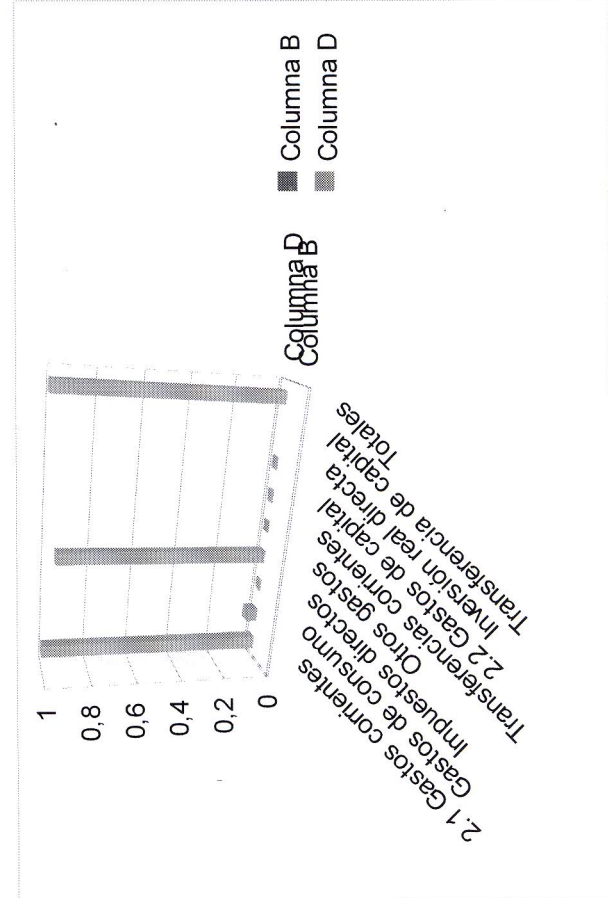 1
0,8
0,6
0,4
0,2
0
2.1 Gastos corrientes
Gastos de consumo
Impuestos directos
Otros gastos
Transferencias corrientes
2.2 Gastos de capital
Inversión real directa
Transferencia de capital
Totales
Columna D
Columna B
Columna B
Columna D